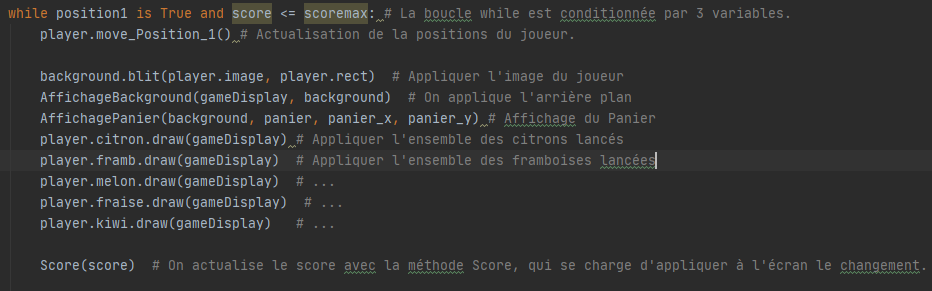 while position1 is True and score <= scoremax: # La boucle while est conditionnée par 3 variables.
player.move_Position_1() # Actualisation de la positions du joueur.
background.blit(player.image, player.rect)  # Appliquer l'image du joueur
AffichageBackground(gameDisplay, background)  # On applique l'arrière plan
AffichagePanier(background, panier, panier_x, panier_y) # Affichage du Panier
player.citron.draw(gameDisplay) # Appliquer l'ensemble des citrons lancés
player.framb.draw(gameDisplay)  # Appliquer l'ensemble des framboises lancées
player.melon.draw(gameDisplay)  # ...
player.fraise.draw(gameDisplay)  # ...
player.kiwi.draw(gameDisplay)   # ...
Score(score)  # On actualise le score avec la méthode Score, qui se charge d'appliquer à l'écran le changement.